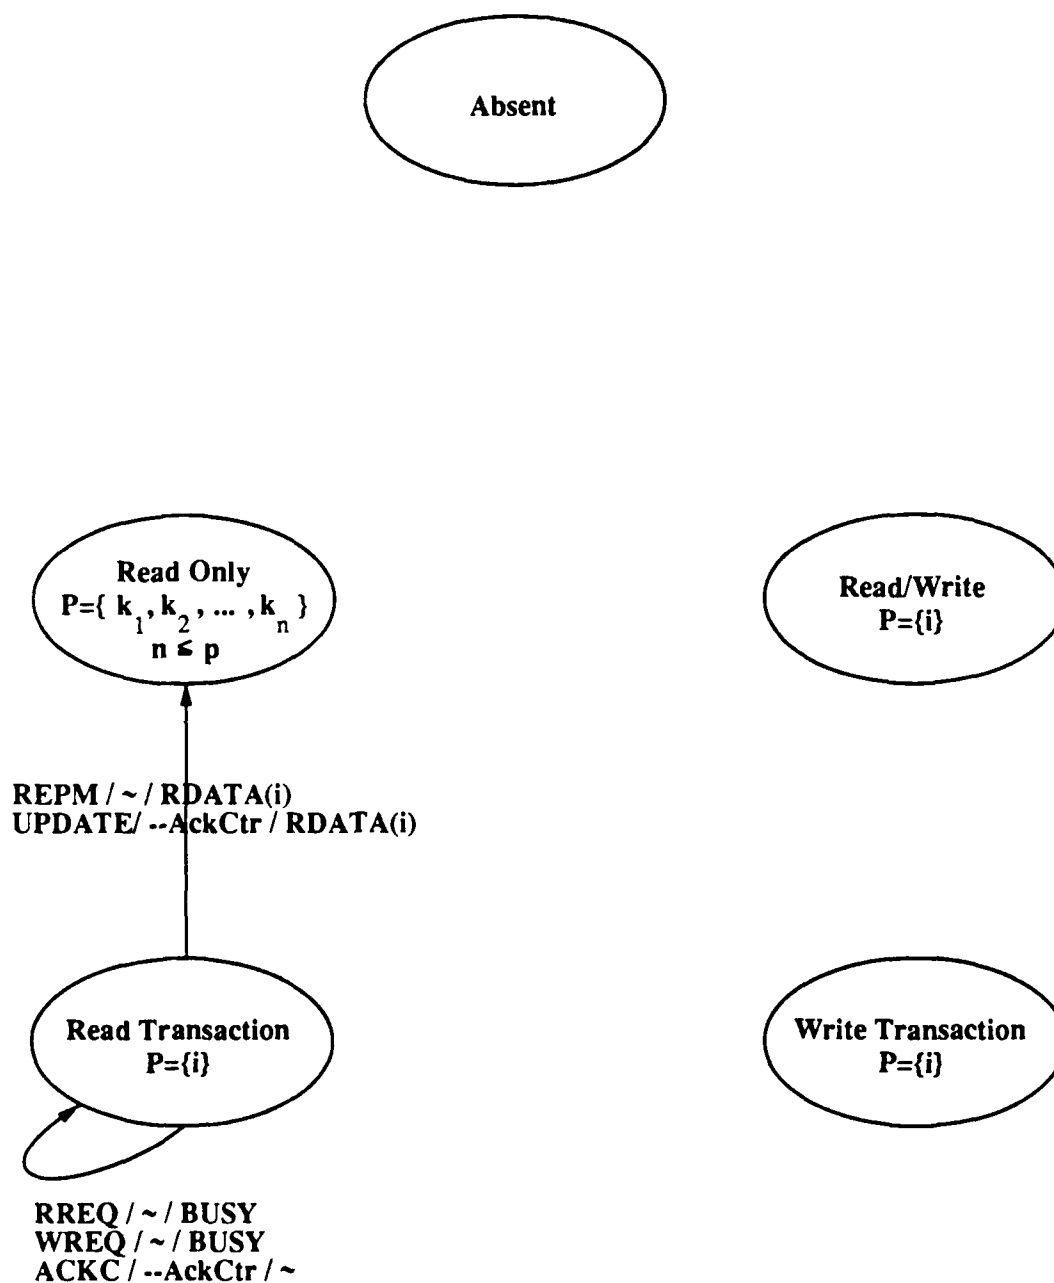 Absent
Read Only
P={ k1, k2, ... , kn }
n ≤ p
Read/Write
P={i}
REPM / ~ / RDATA(i)
UPDATE/ --AckCtr / RDATA(i)
Read Transaction
P={i}
Write Transaction
P={i}
RREQ / ~ / BUSY
WREQ / ~ / BUSY
ACKC / --AckCtr / ~